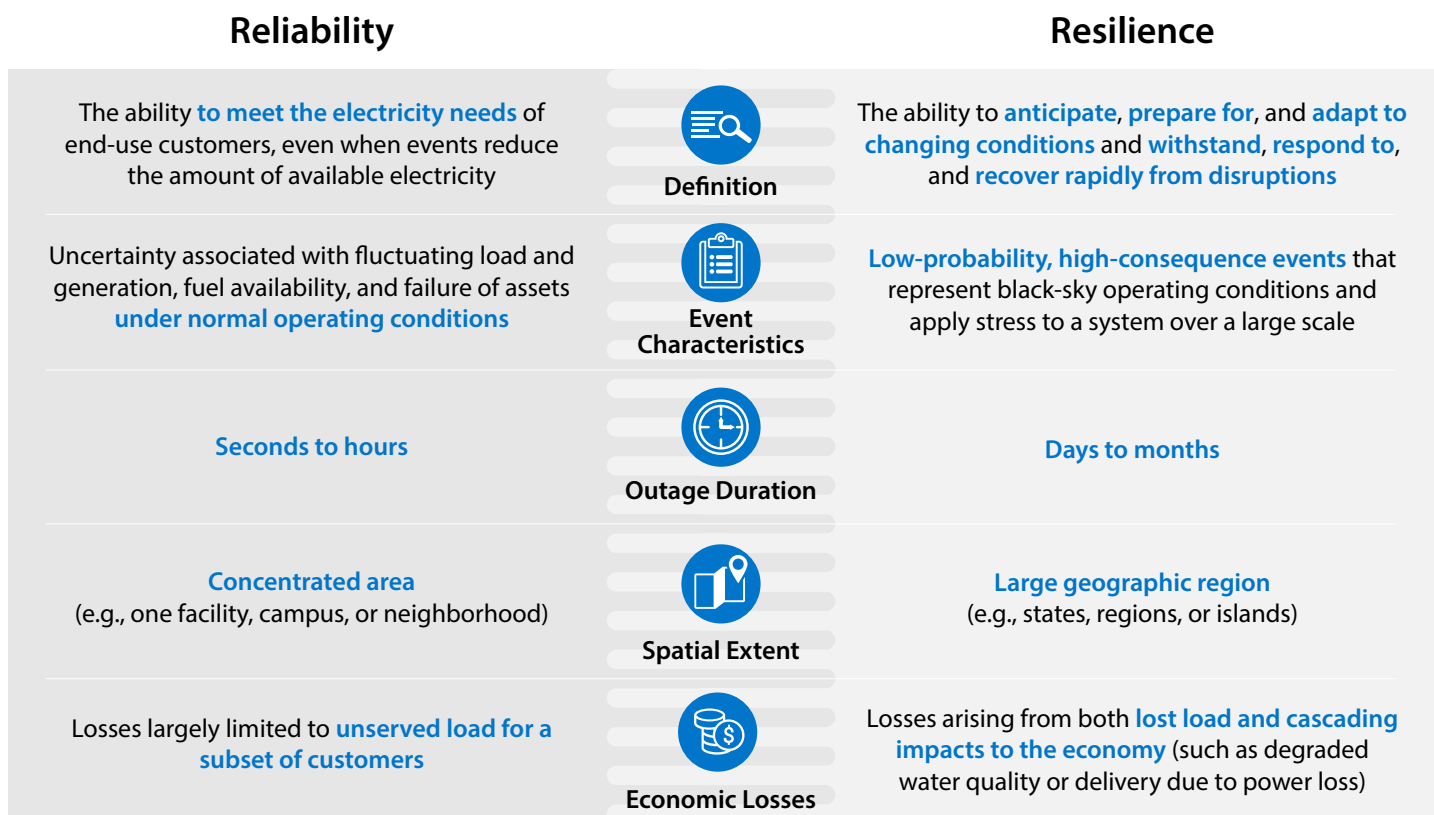 Reliability
Resilience
The ability to meet the electricity needs of
end-use customers, even when events reduce
the amount of available electricity
Definition
The ability to anticipate, prepare for, and adapt to
changing conditions and withstand, respond to,
and recover rapidly from disruptions
Uncertainty associated with fluctuating load and
generation, fuel availability, and failure of assets
under normal operating conditions
Event
Characteristics
Low-probability, high-consequence events that
represent black-sky operating conditions and
apply stress to a system over a large scale
Seconds to hours
Outage Duration
Days to months
Concentrated area
(e.g., one facility, campus, or neighborhood)
Spatial Extent
Large geographic region
(e.g., states, regions, or islands)
Losses largely limited to unserved load for a
subset of customers
$
Economic Losses
Losses arising from both lost load and cascading
impacts to the economy (such as degraded
water quality or delivery due to power loss)